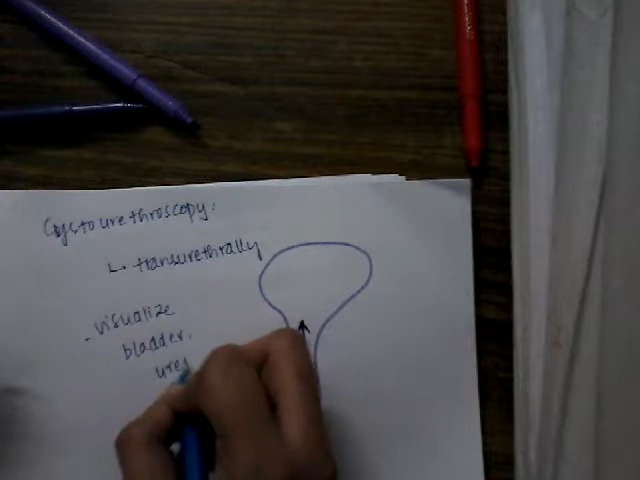 Cystourethroscopy:
transurethrally
- visualize
bladder,